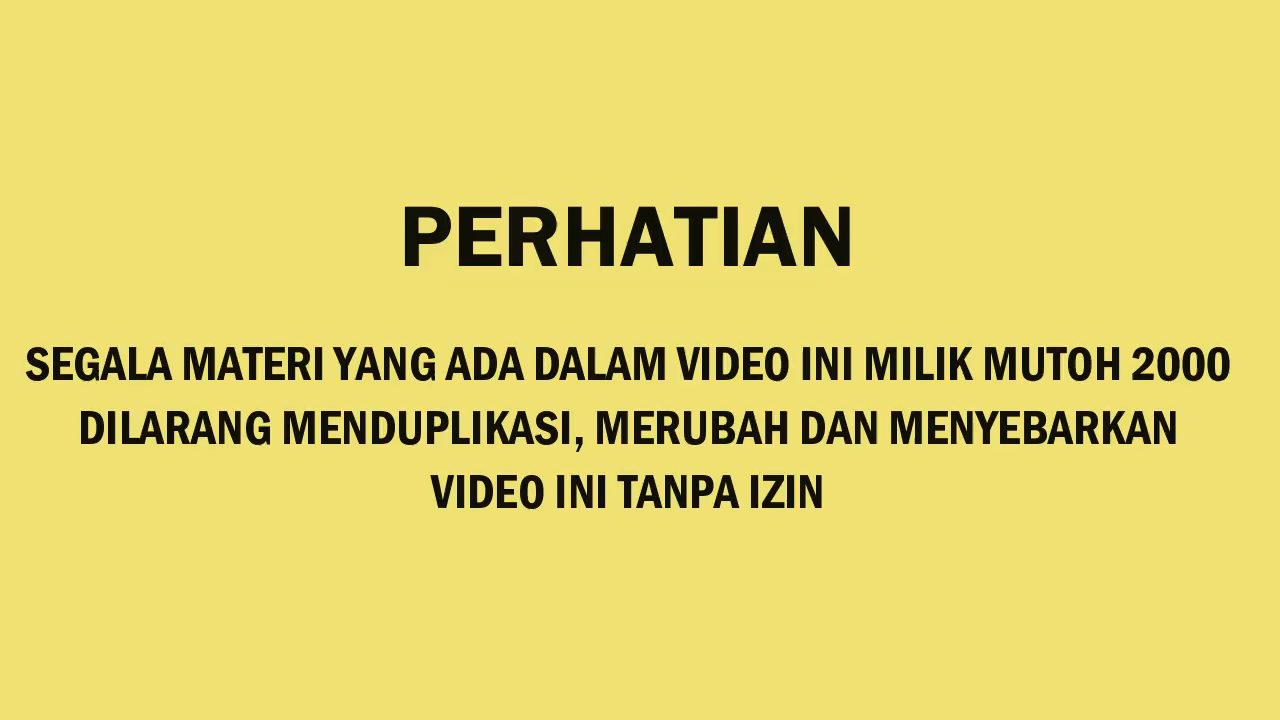 PERHATIAN
SEGALA MATERI YANG ADA DALAM VIDEO INI MILIK MUTOH 2000
DILARANG MENDUPLIKASI, MERUBAH DAN MENYEBARKAN
VIDEO INI TANPA IZIN